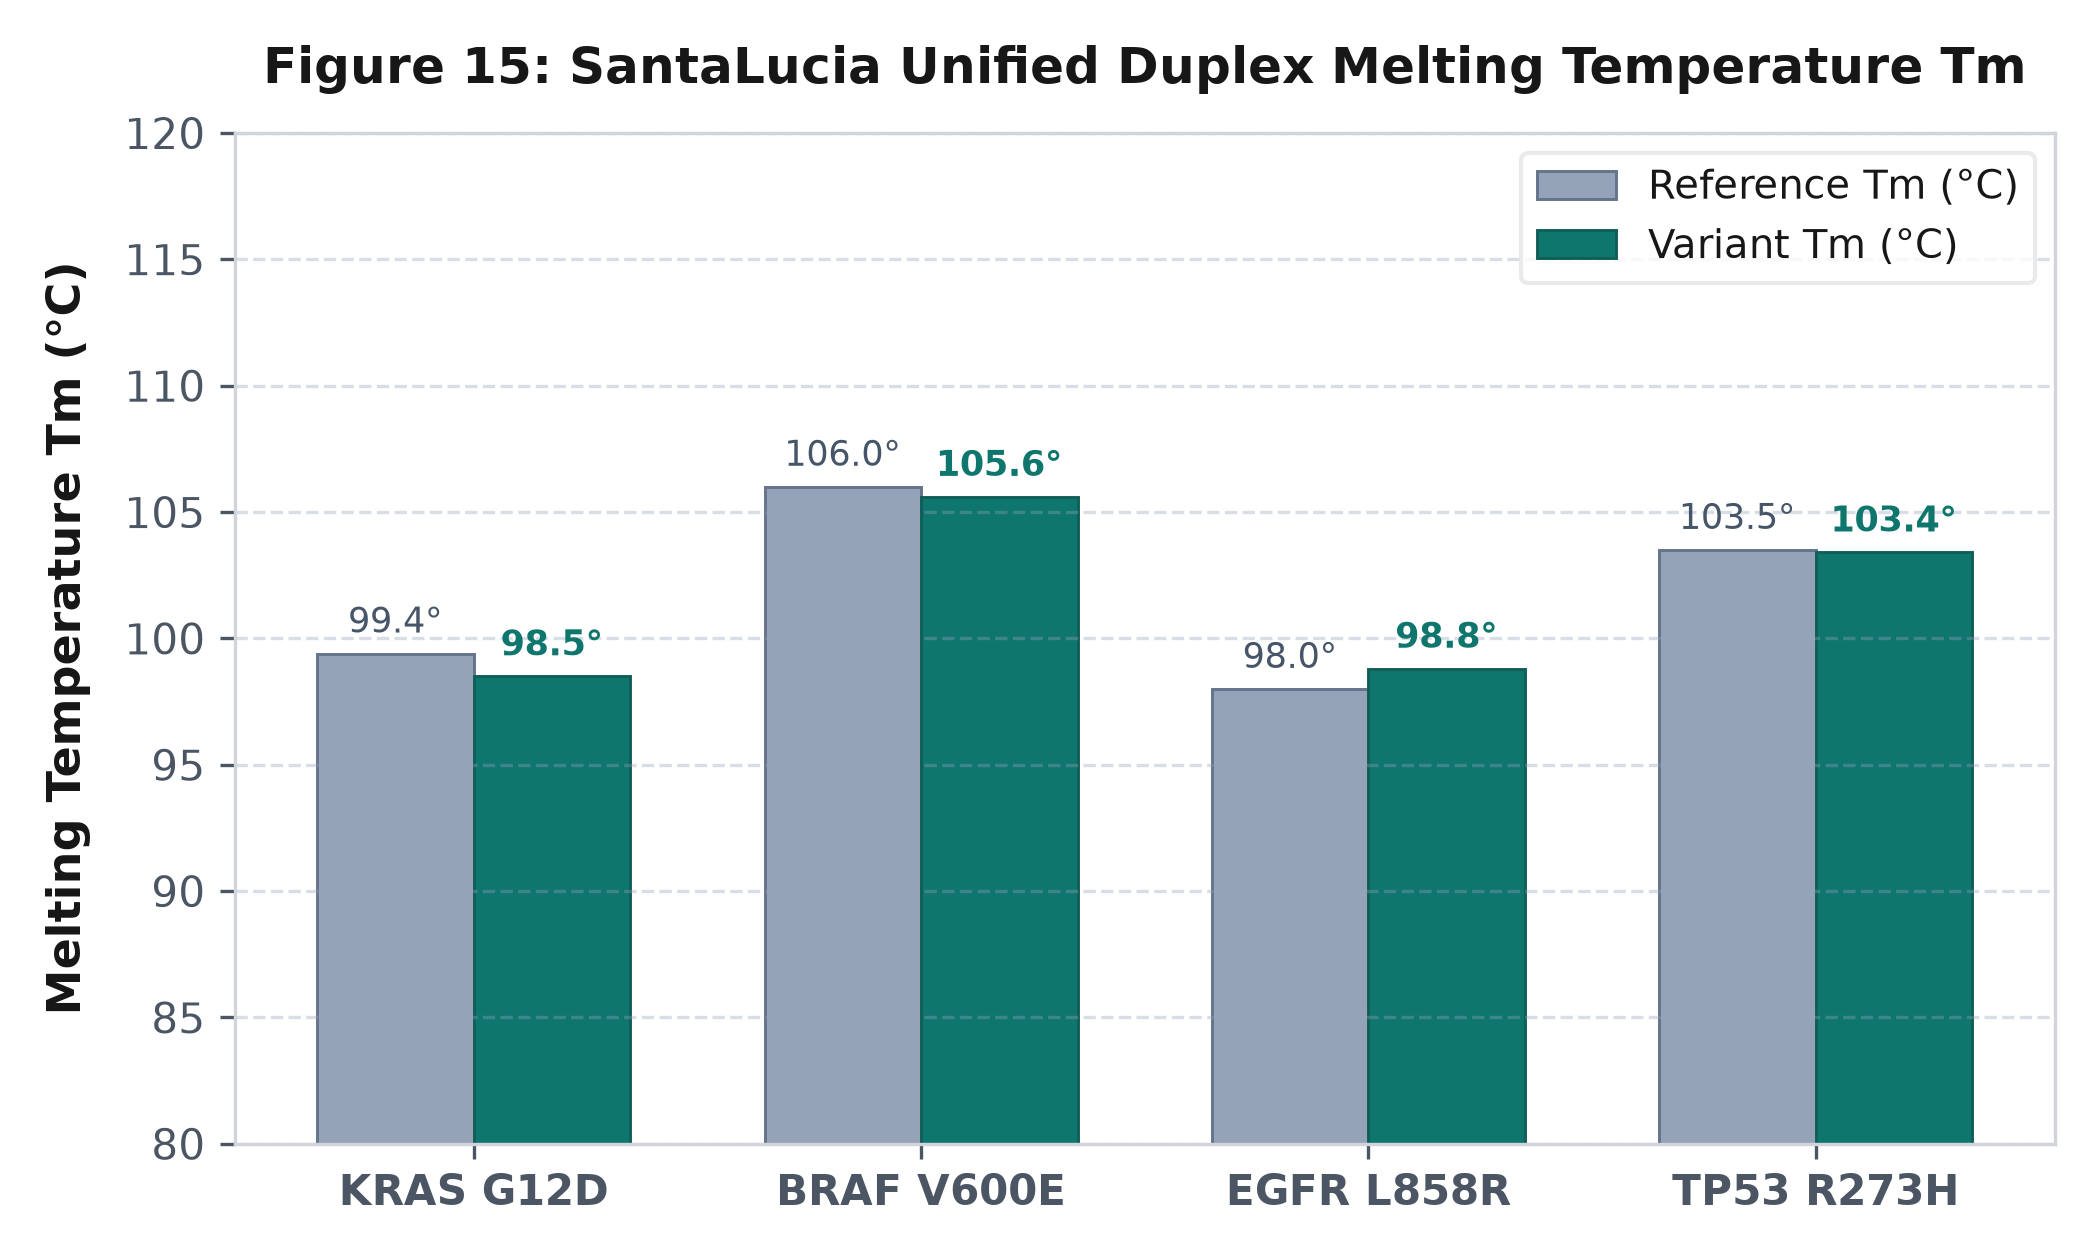 Figure 15: SantaLucia Unified Duplex Melting Temperature Tm
Reference Tm (°C)
Variant Tm (°C)
Melting Temperature Tm (°C)
120
115
110
105
100
95
90
85
80
99.4°
98.5°
106.0°
105.6°
98.0°
98.8°
103.5°
103.4°
KRAS G12D
BRAF V600E
EGFR L858R
TP53 R273H